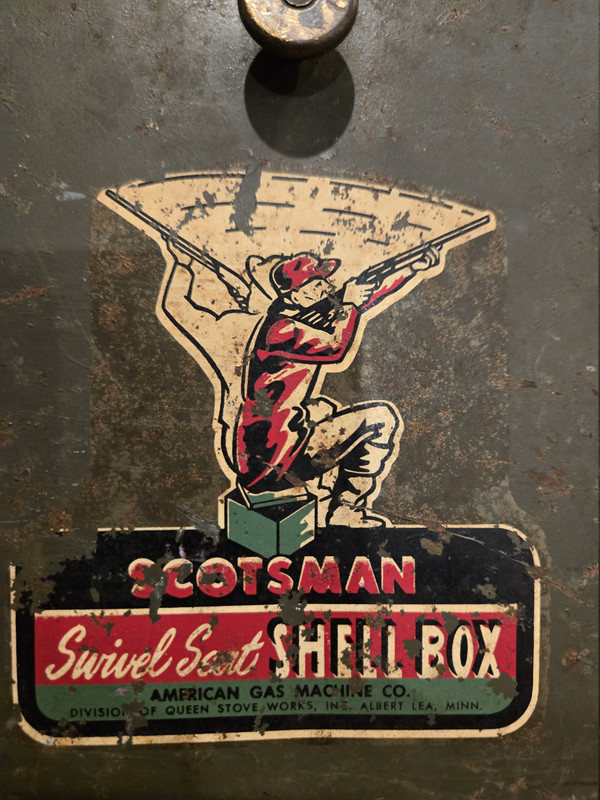 SCOTSMAN
Swivel Seat SHELL BOX
AMERICAN GAS MACHINE CO.
DIVISION OF QUEEN STOVE WORKS, INC. ALBERT LEA, MINN.